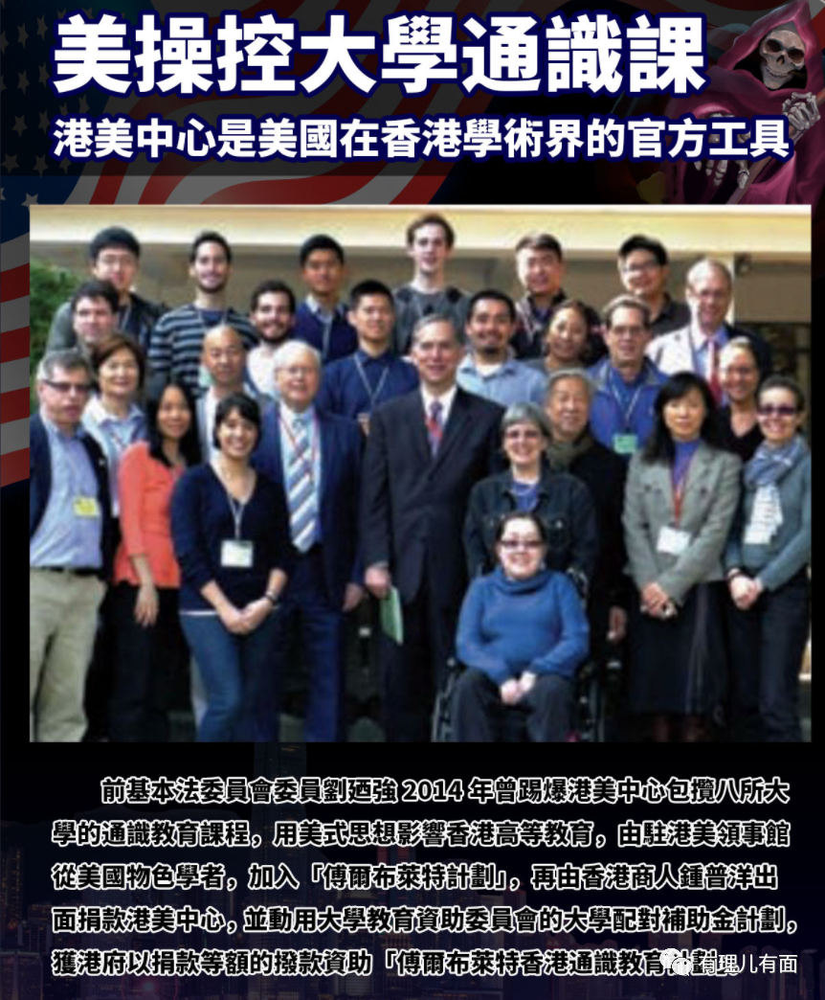 美操控大學通識課
港美中心是美國在香港學術界的官方工具
前基本法委員會委員劉迺強 2014 年曾踢爆港美中心包攬八所大
學的通識教育課程，用美式思想影響香港高等教育，由駐港美領事館
從美國物色學者，加入「傅爾布萊特計劃」，再由香港商人鍾普洋出
面捐款港美中心，並動用大學教育資助委員會的大學配對補助金計劃，
獲港府以捐款等額的撥款資助「傅爾布萊特香港通識教育
有理儿有面